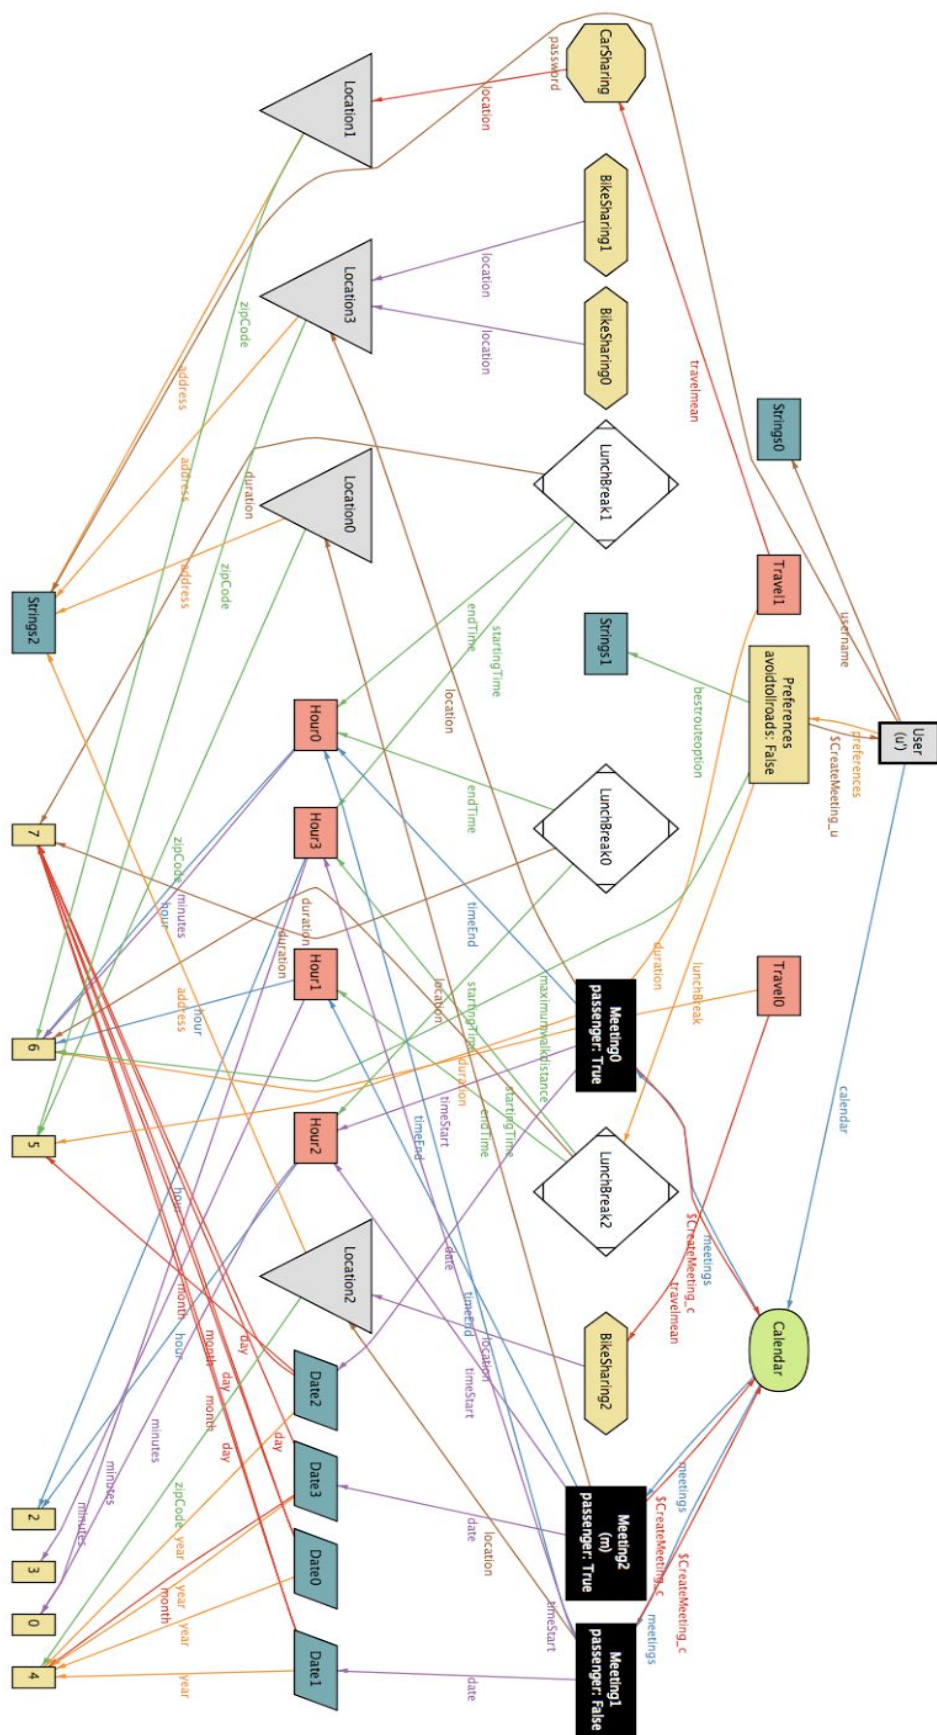 User
(u')
preferences
$CreateMeeting_u
username
calendar
Strings0
Travel1
Preferences
avoidtollroads: False
Travel0
Calendar
travelmean
bestrouteoption
lunchBreak
duration
meetings
$CreateMeeting_c
travelmean
meetings
$CreateMeeting_c
$CreateMeeting_c
meetings
CarSharing
BikeSharing1
BikeSharing0
LunchBreak1
Strings1
LunchBreak0
Meeting0
passenger: True
LunchBreak2
BikeSharing2
Meeting2
(m)
passenger: True
Meeting1
passenger: False
password
location
location
location
startingTime
endTime
location
endTime
timeEnd
maximumwalkdistance
startingTime
location
duration
startingTime
endTime
timeStart
timeEnd
date
timeEnd
location
timeStart
location
date
timeStart
date
Location1
Location3
Location0
Hour0
Hour3
Hour1
Hour2
Location2
Date2
Date3
Date0
Date1
zipCode
duration
zipCode
duration
duration
day
day
day
day
month
month
month
address
address
address
zipCode
minutes
hour
hour
address
hour
hour
minutes
minutes
minutes
zipCode
year
year
year
year
month
Strings2
7
6
5
2
3
0
4